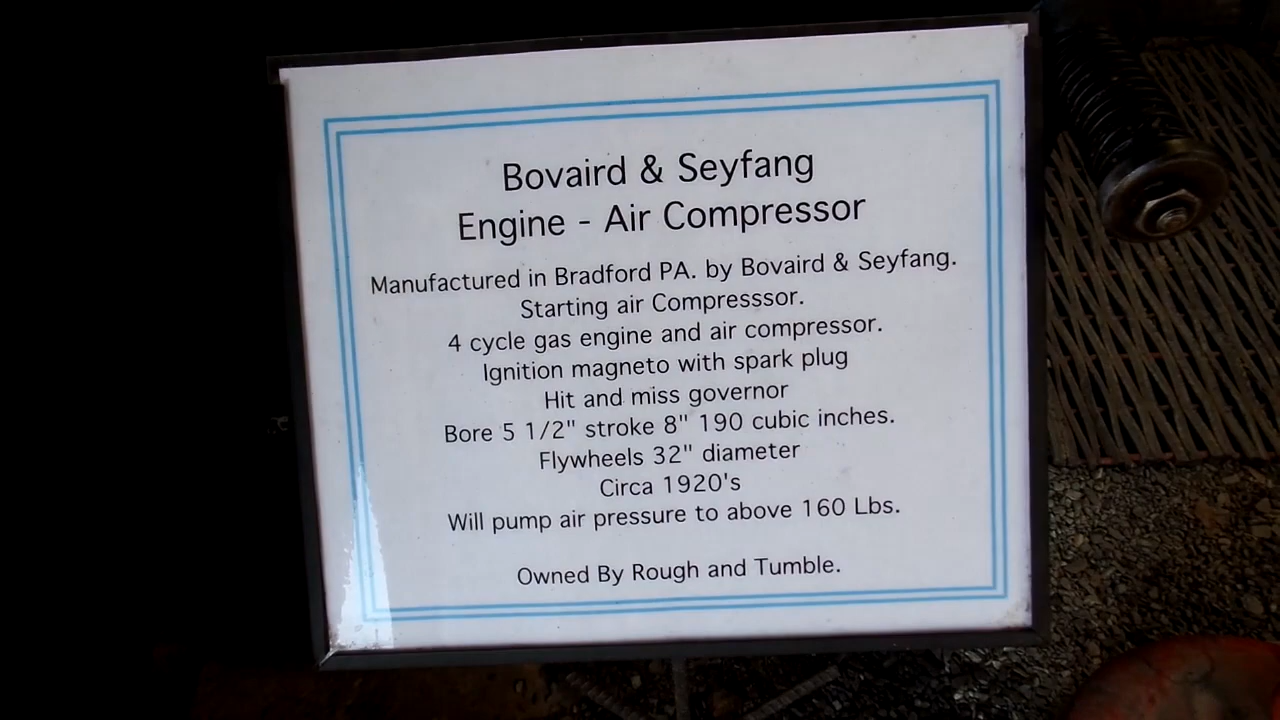 Bovaird & Seyfang
Engine - Air Compressor
Manufactured in Bradford PA. by Bovaird & Seyfang.
Starting air Compresssor.
4 cycle gas engine and air compressor.
Ignition magneto with spark plug
Hit and miss governor
Bore 5 1/2" stroke 8" 190 cubic inches.
Flywheels 32" diameter
Circa 1920's
Will pump air pressure to above 160 Lbs.
Owned By Rough and Tumble.